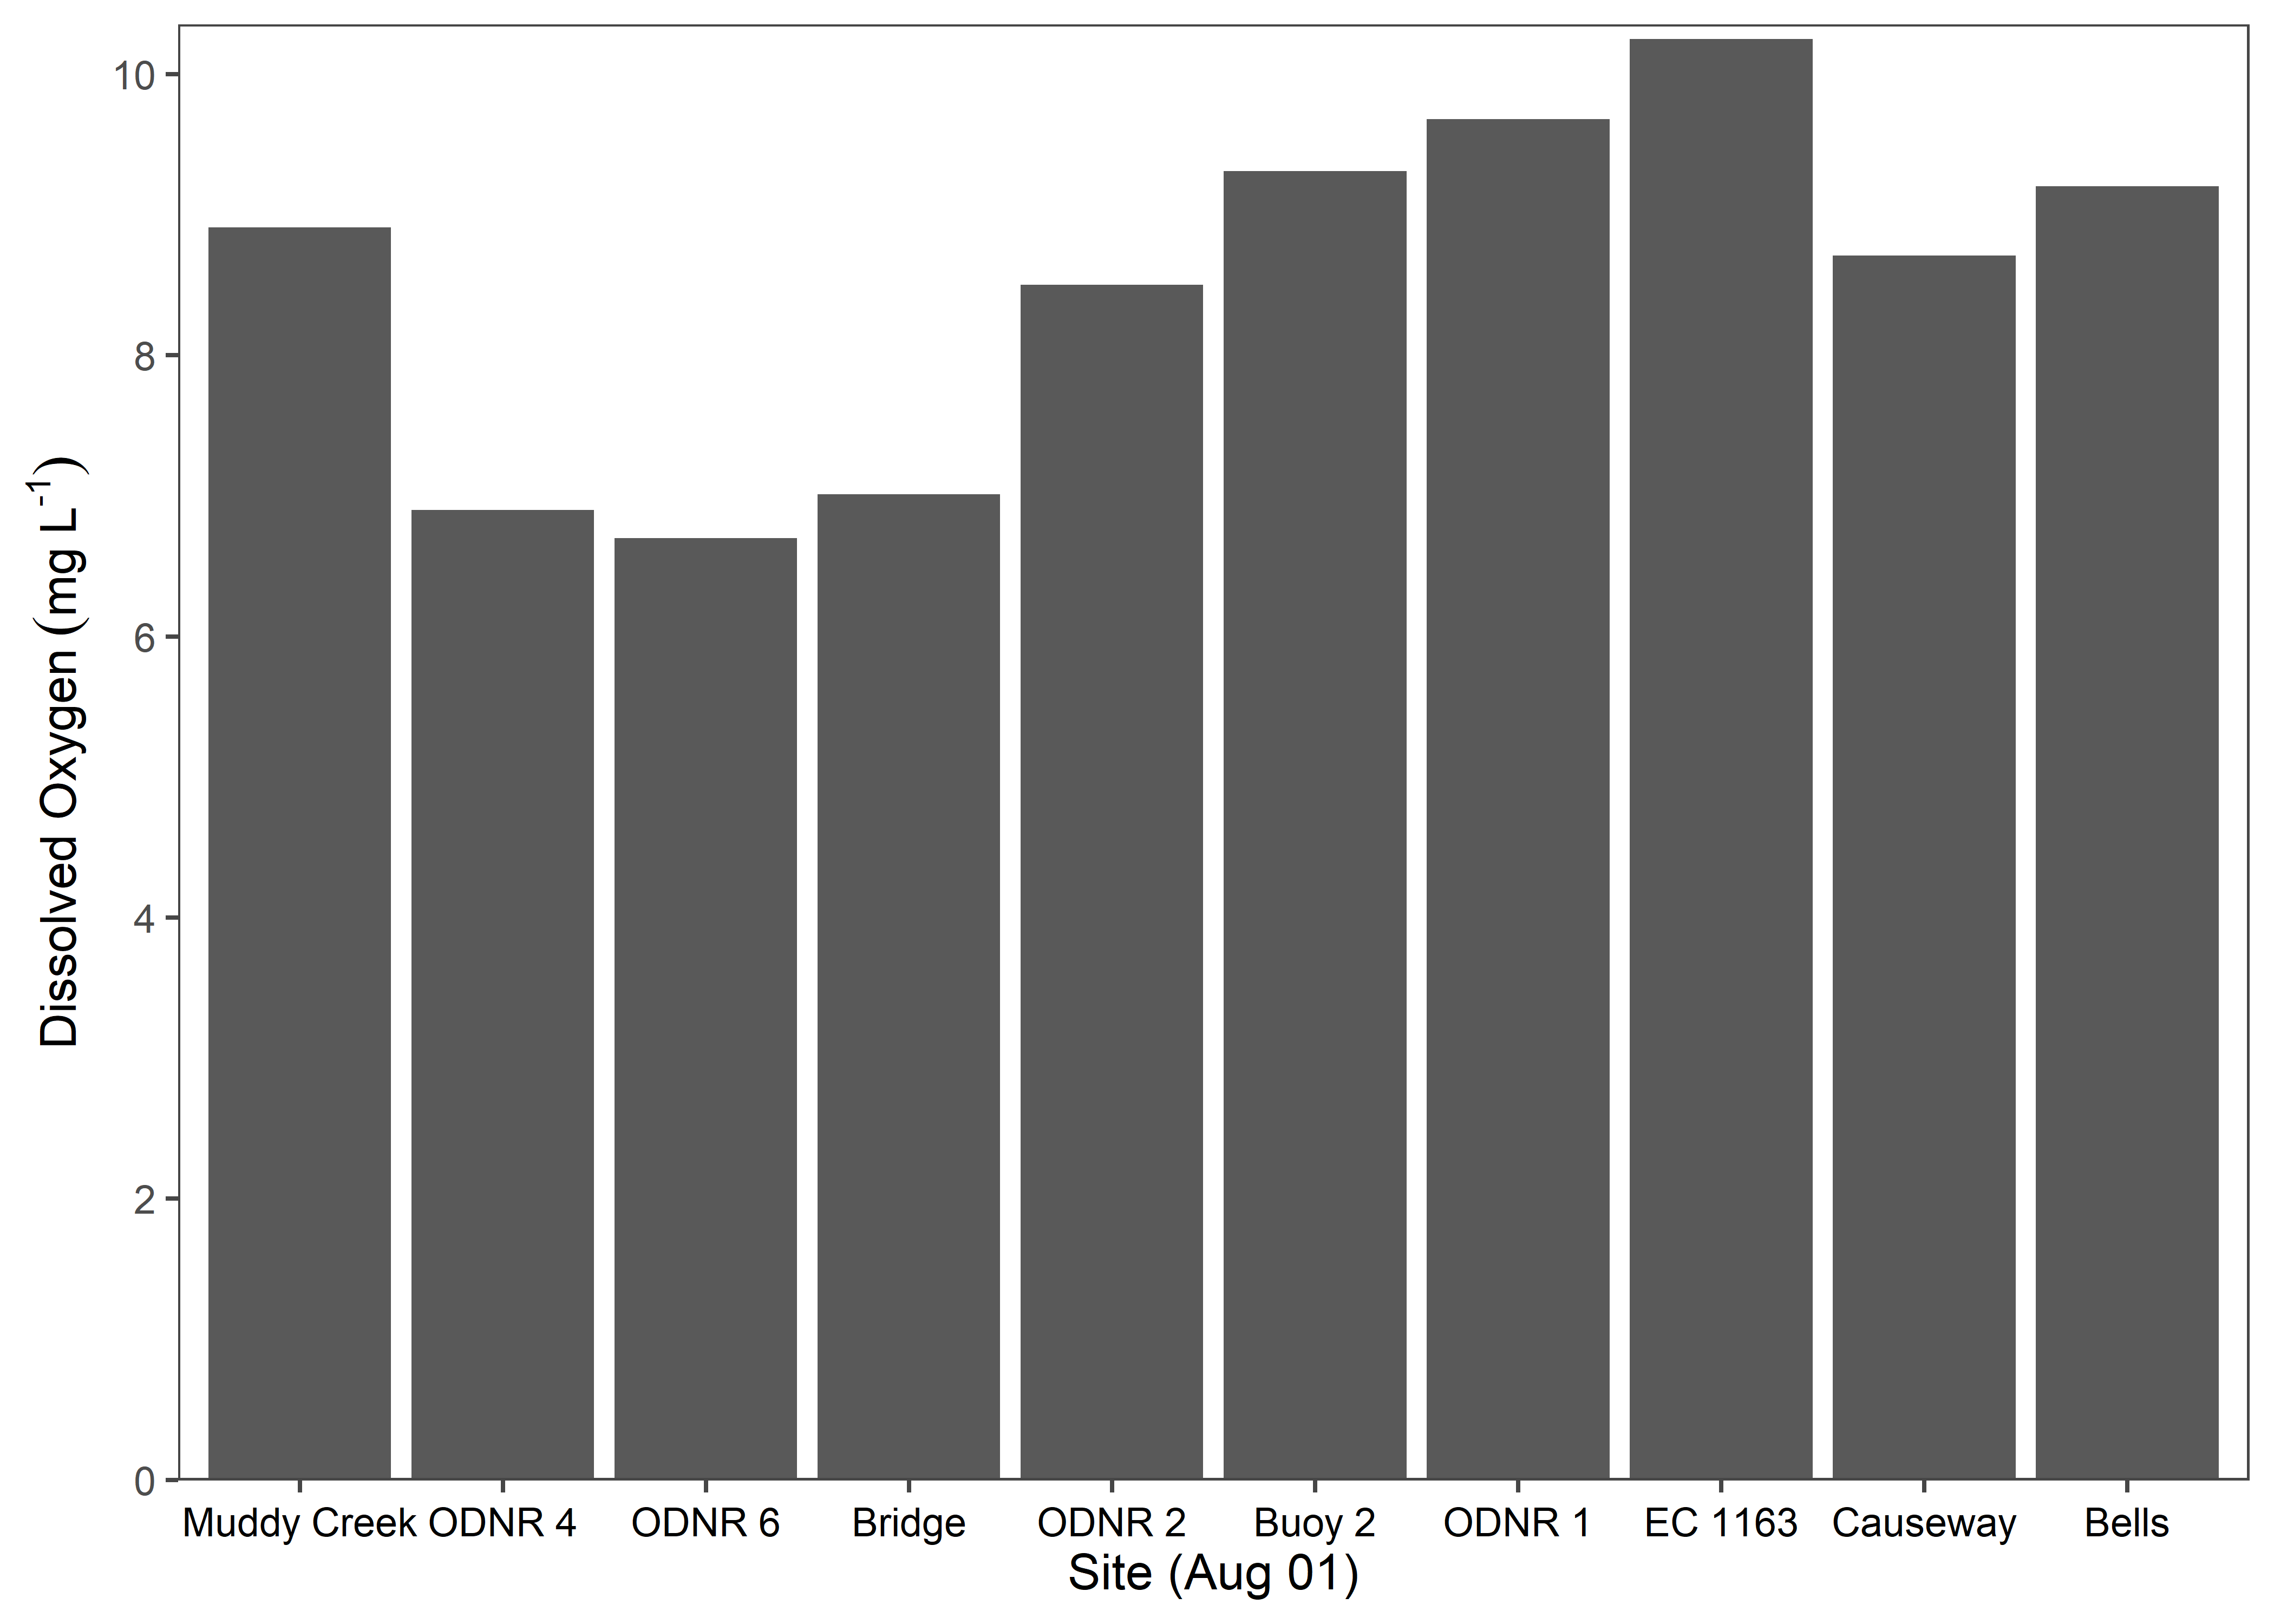 10
8
6
4
2
0
Dissolved Oxygen (mg L⁻¹)
Muddy Creek ODNR 4 ODNR 6 Bridge ODNR 2 Buoy 2 ODNR 1 EC 1163 Causeway Bells
Site (Aug 01)